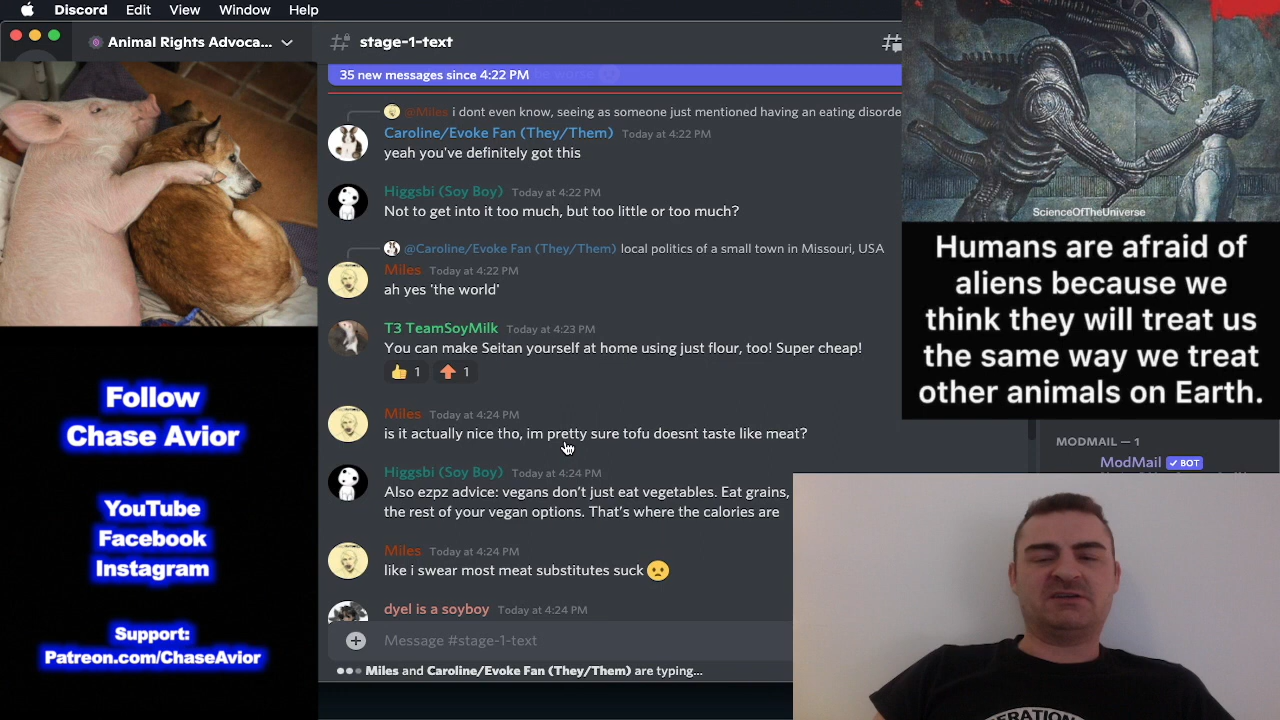 Discord Edit View Window Help
Animal Rights Advoca...
stage-1-text
35 new messages since 4:22 PM
@Miles i dont even know, seeing as someone just mentioned having an eating disorde
Caroline/Evoke Fan (They/Them) Today at 4:22 PM
yeah you've definitely got this
Higgsbi (Soy Boy) Today at 4:22 PM
Not to get into it too much, but too little or too much?
@Caroline/Evoke Fan (They/Them) local politics of a small town in Missouri, USA
Miles Today at 4:22 PM
ah yes 'the world'
T3 TeamSoyMilk Today at 4:23 PM
You can make Seitan yourself at home using just flour, too! Super cheap!
1 1
Miles Today at 4:24 PM
is it actually nice tho, im pretty sure tofu doesnt taste like meat?
Higgsbi (Soy Boy) Today at 4:24 PM
Also ezpz advice: vegans don't just eat vegetables. Eat grains,
the rest of your vegan options. That's where the calories are
Miles Today at 4:24 PM
like i swear most meat substitutes suck
dyel is a soyboy Today at 4:24 PM
Message #stage-1-text
Miles and Caroline/Evoke Fan (They/Them) are typing...
Follow
Chase Avior
YouTube
Facebook
Instagram
Support:
Patreon.com/ChaseAvior
ScienceOfTheUniverse
Humans are afraid of
aliens because we
think they will treat us
the same way we treat
other animals on Earth.
MODMAIL — 1
ModMail BOT